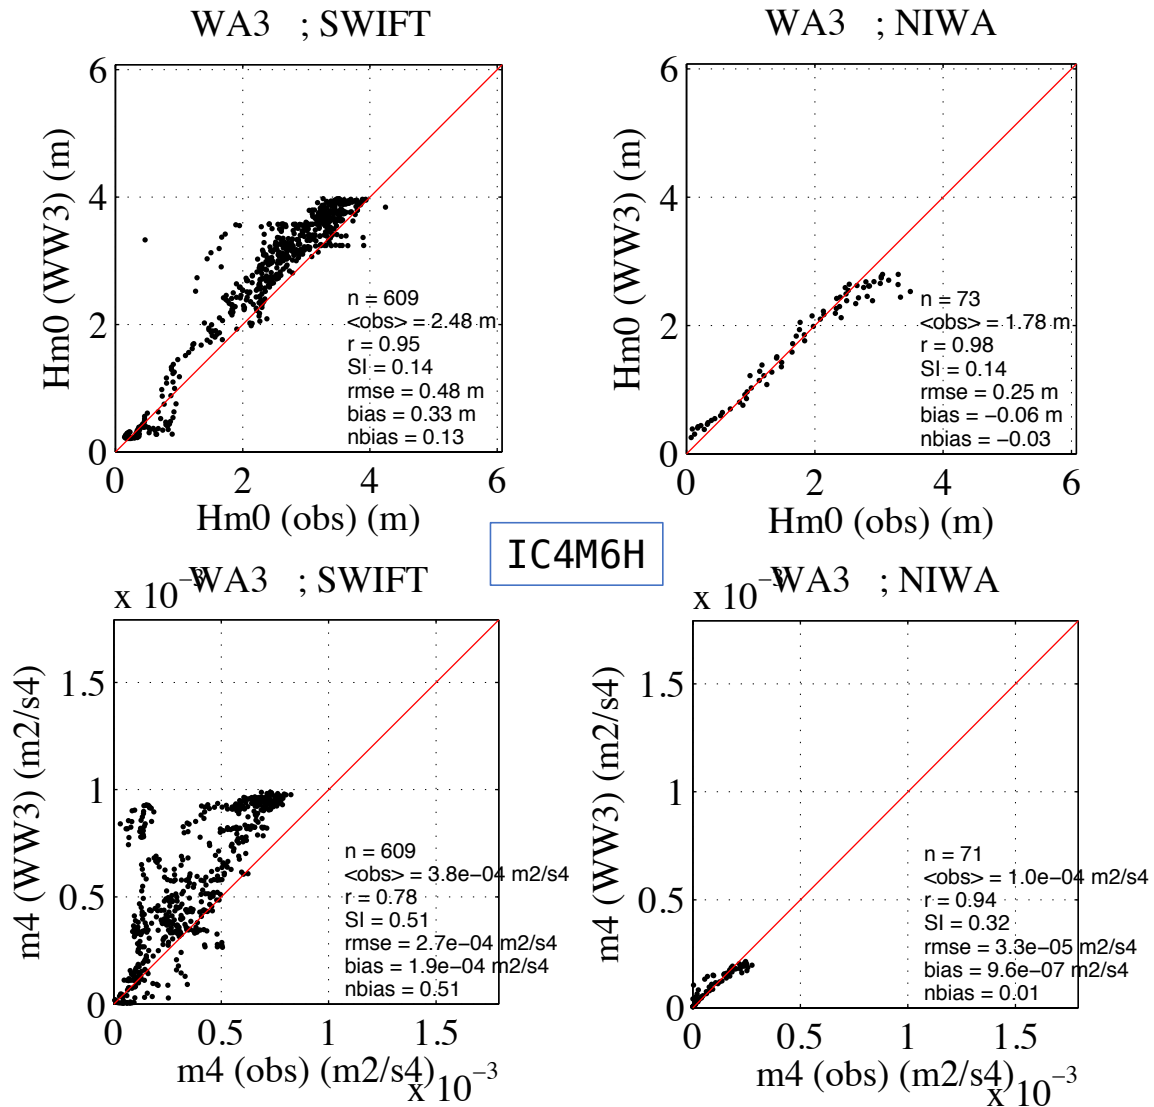 WA3 ; SWIFT
6
4
2
0
0
2
4
6
Hm0 (WW3) (m)
Hm0 (obs) (m)
n = 609
<obs> = 2.48 m
r = 0.95
SI = 0.14
rmse = 0.48 m
bias = 0.33 m
nbias = 0.13
WA3 ; NIWA
6
4
2
0
0
2
4
6
Hm0 (WW3) (m)
Hm0 (obs) (m)
n = 73
<obs> = 1.78 m
r = 0.98
SI = 0.14
rmse = 0.25 m
bias = −0.06 m
nbias = −0.03
IC4M6H
x 10⁻³
WA3 ; SWIFT
1.5
1
0.5
0
0
0.5
1
1.5
m4 (WW3) (m2/s4)
m4 (obs) (m2/s4)
x 10⁻³
n = 609
<obs> = 3.8e−04 m2/s4
r = 0.78
SI = 0.51
rmse = 2.7e−04 m2/s4
bias = 1.9e−04 m2/s4
nbias = 0.51
x 10⁻³
WA3 ; NIWA
1.5
1
0.5
0
0
0.5
1
1.5
m4 (WW3) (m2/s4)
m4 (obs) (m2/s4)
x 10⁻³
n = 71
<obs> = 1.0e−04 m2/s4
r = 0.94
SI = 0.32
rmse = 3.3e−05 m2/s4
bias = 9.6e−07 m2/s4
nbias = 0.01